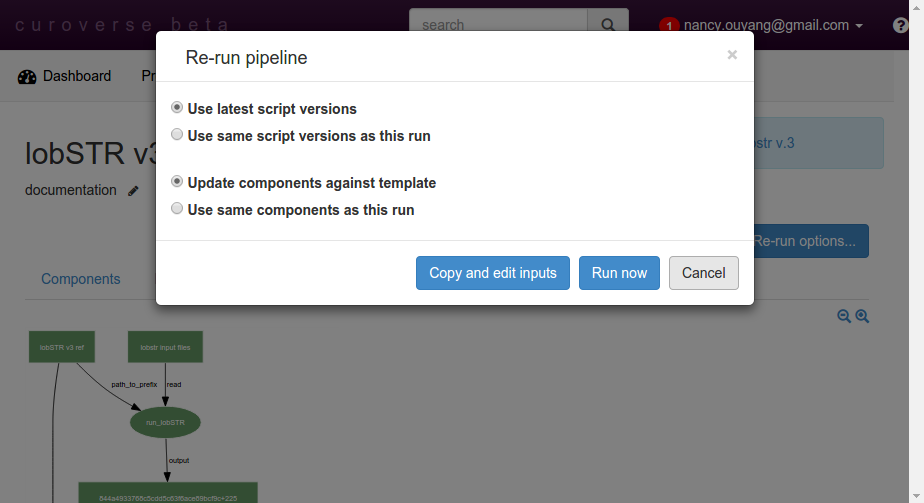 curoverse beta
search
1 nancy.ouyang@gmail.com
?
Re-run pipeline
×
Dashboard
Pr
Use latest script versions
Use same script versions as this run
lobSTR v3
str v.3
documentation
Update components against template
Use same components as this run
Re-run options...
Copy and edit inputs
Run now
Cancel
Components
lobSTR v3 ref
lobstr input files
path_to_prefix
read
run_lobSTR
output